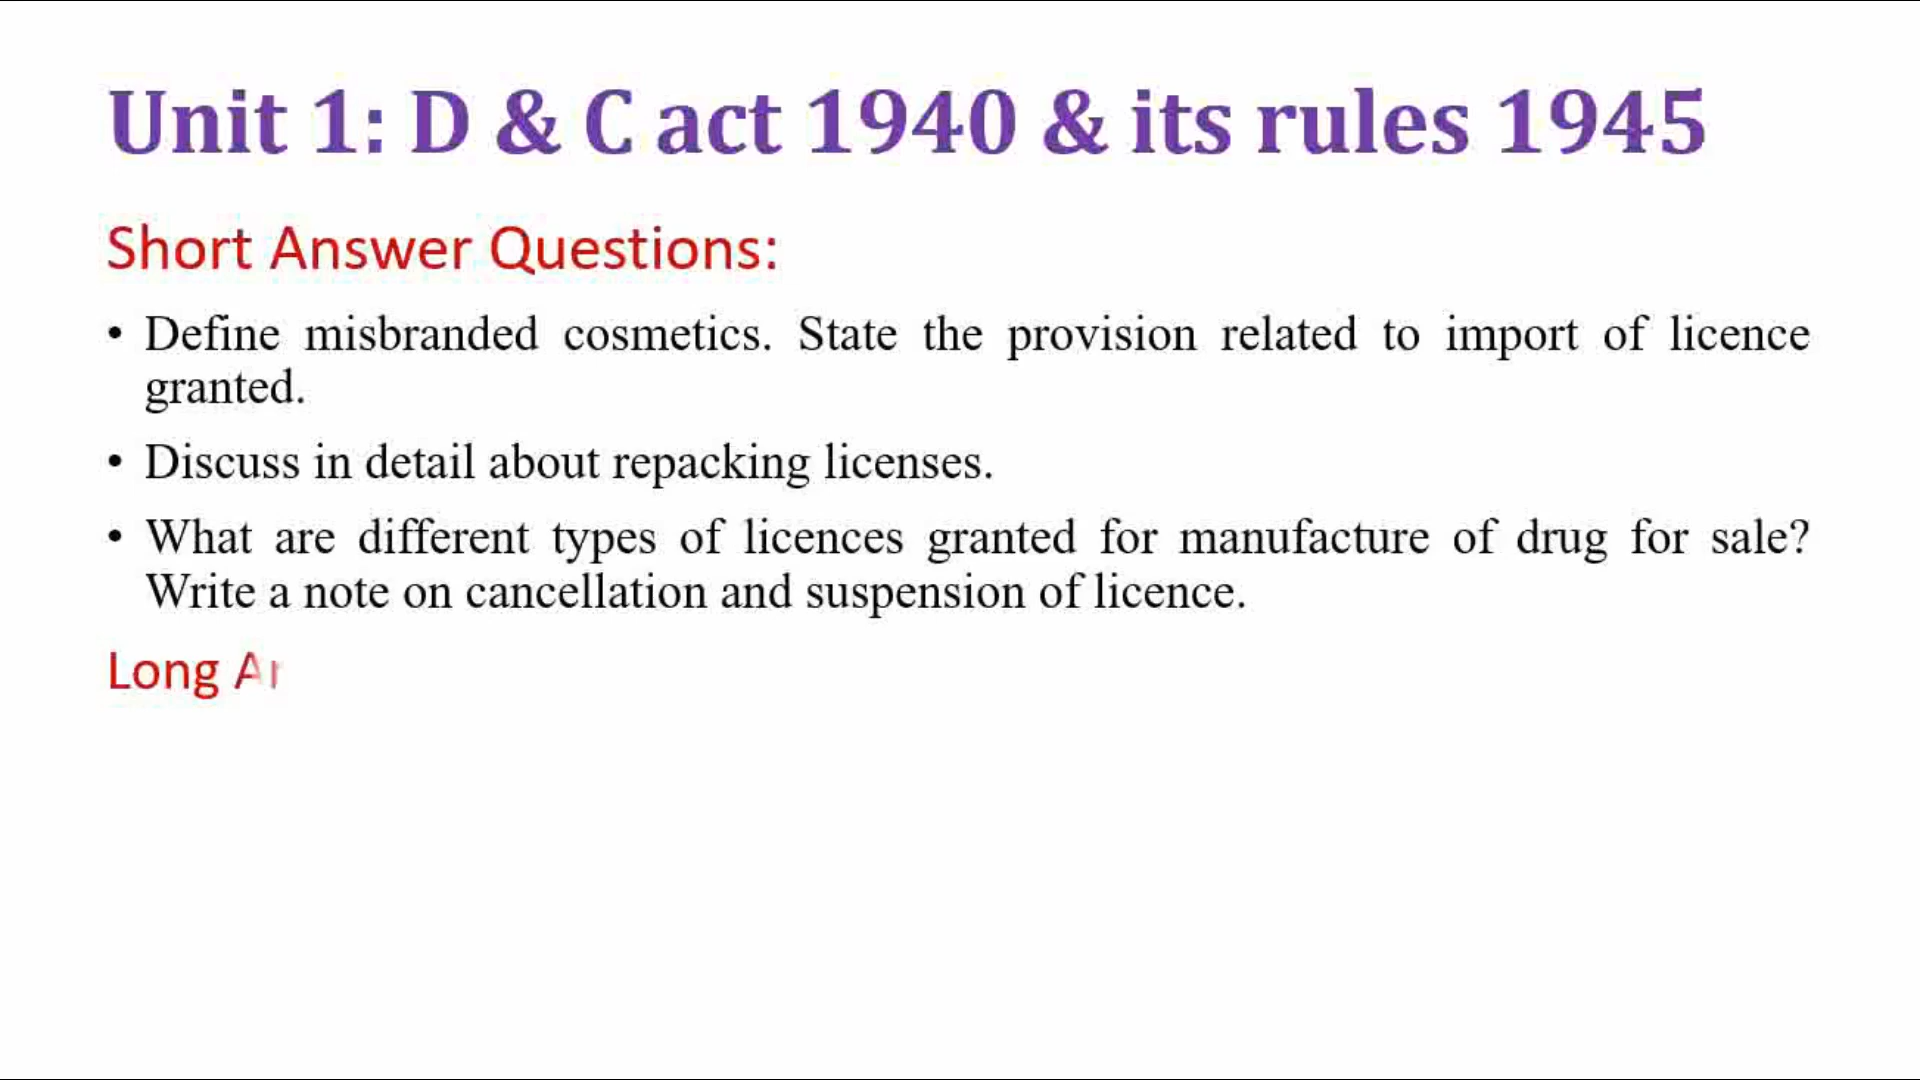 Unit 1: D & C act 1940 & its rules 1945
Short Answer Questions:
• Define misbranded cosmetics. State the provision related to import of licence
granted.
• Discuss in detail about repacking licenses.
• What are different types of licences granted for manufacture of drug for sale?
Write a note on cancellation and suspension of licence.
Long